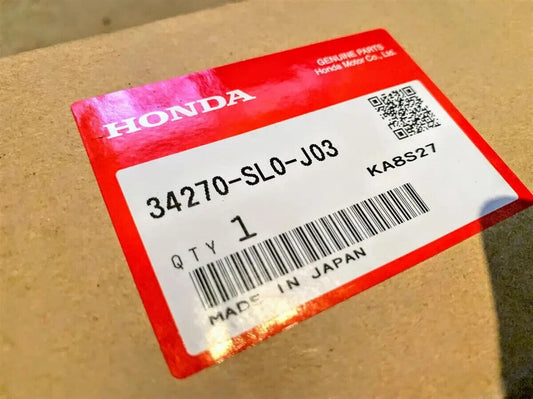 GENUINE PARTS
Honda Motor Co., Ltd.
HONDA
34270-SL0-J03
KA8S27
QTY 1
MADE IN JAPAN